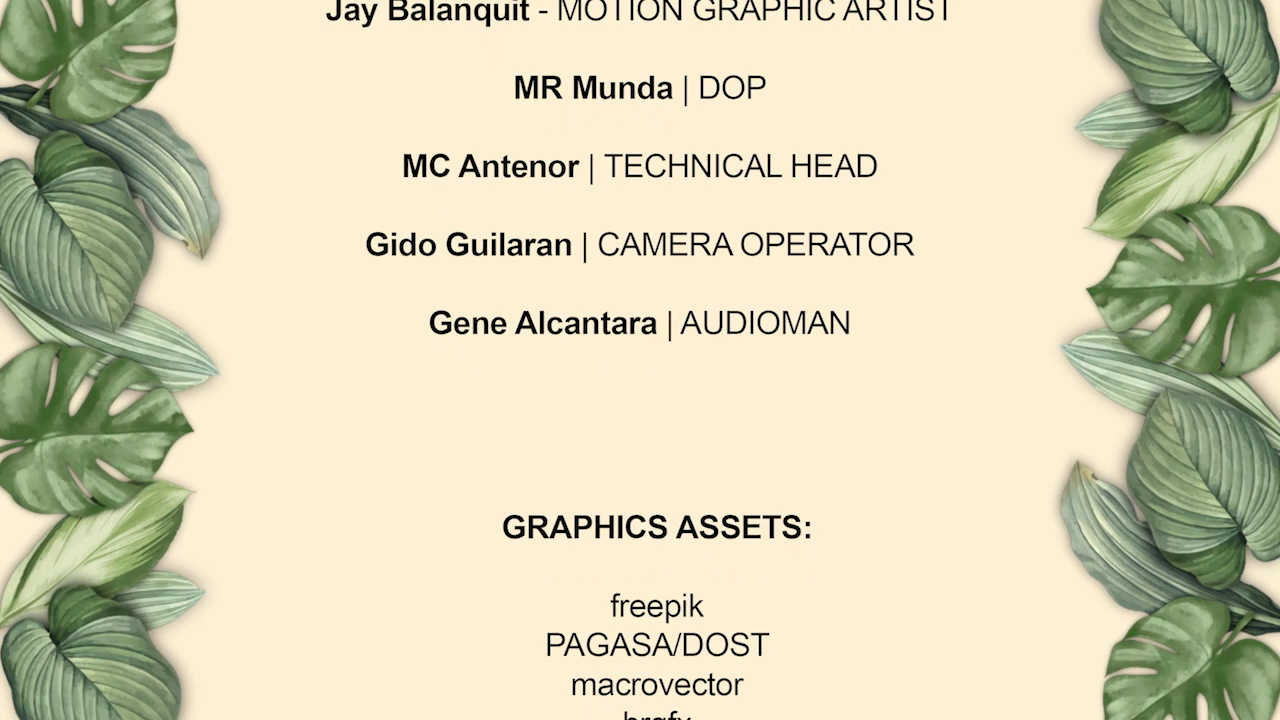 Jay Balanquit - MOTION GRAPHIC ARTIST
MR Munda | DOP
MC Antenor | TECHNICAL HEAD
Gido Guilaran | CAMERA OPERATOR
Gene Alcantara | AUDIOMAN
GRAPHICS ASSETS:
freepik
PAGASA/DOST
macrovector